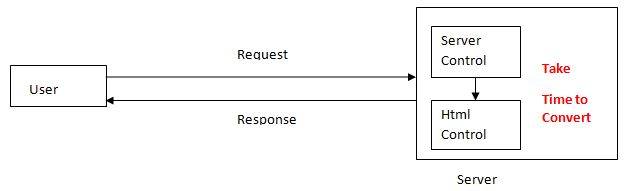 Request
User
Response
Server
Control
Html
Control
Take
Time to
Convert
Server